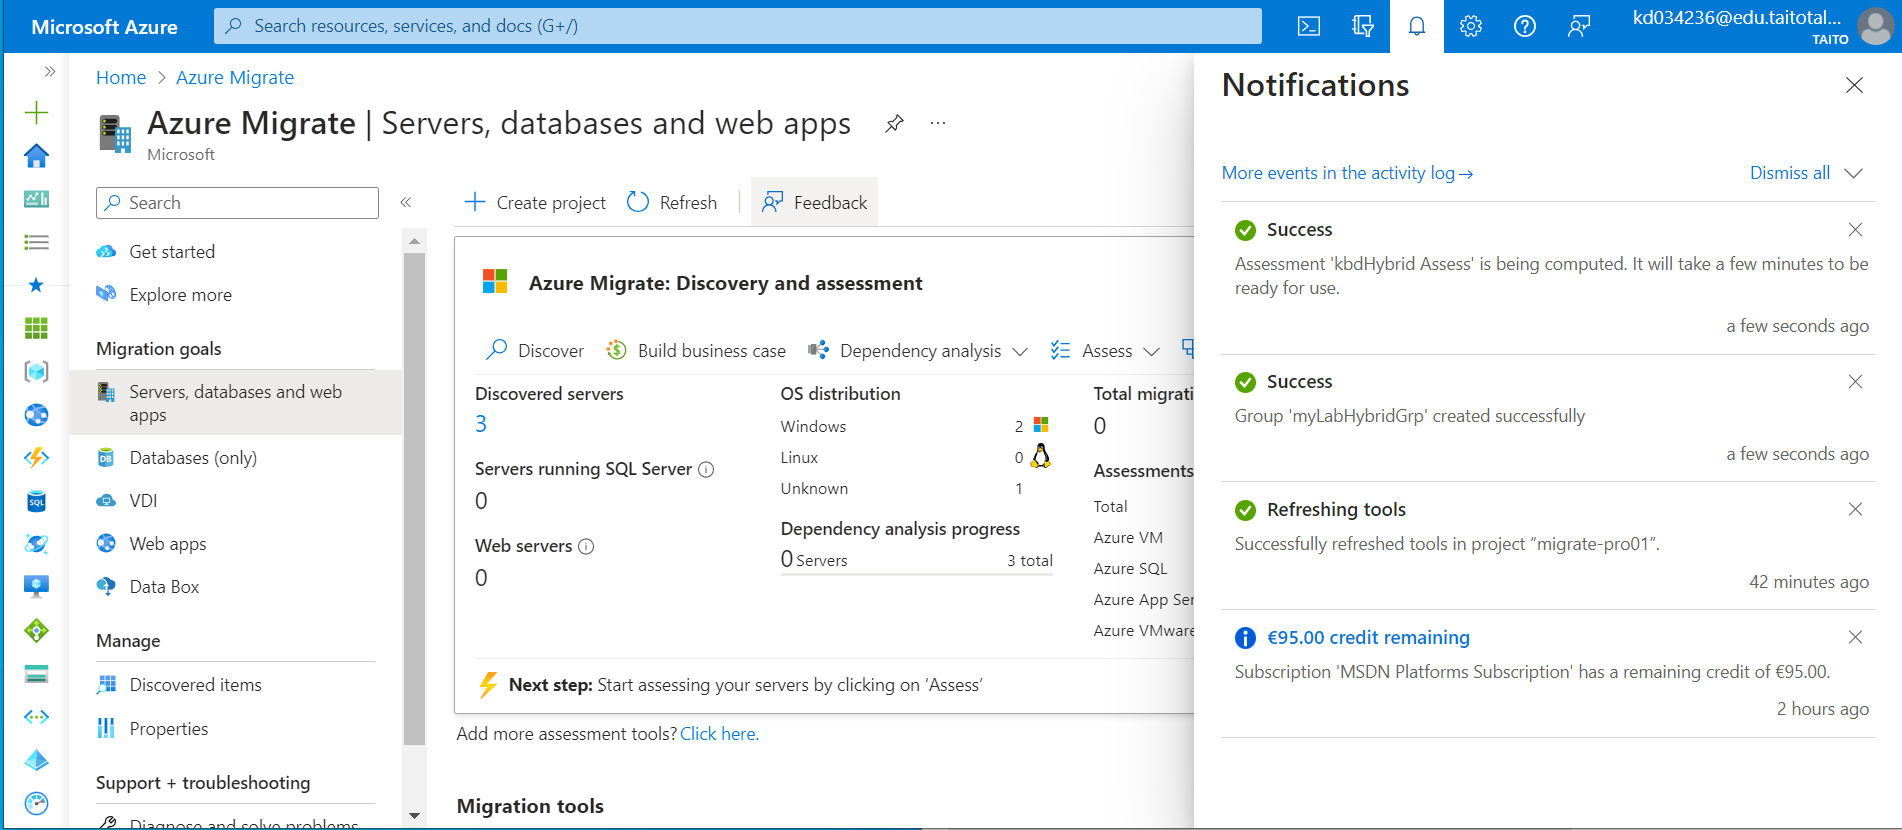 Microsoft Azure
Search resources, services, and docs (G+/)
kd034236@edu.taitotal...
TAITO
Home > Azure Migrate
Azure Migrate | Servers, databases and web apps
...
Microsoft
Search
Get started
Explore more
Migration goals
Servers, databases and web
apps
Databases (only)
VDI
Web apps
Data Box
Manage
Discovered items
Properties
Support + troubleshooting
Diagnose and solve problems
Create project
Refresh
Feedback
Azure Migrate: Discovery and assessment
Discover
Build business case
Dependency analysis
Assess
Discovered servers
3
Servers running SQL Server
0
Web servers
0
OS distribution
Windows 2
Linux 0
Unknown 1
Dependency analysis progress
0 Servers 3 total
Total migrati
0
Assessments
Total
Azure VM
Azure SQL
Azure App Ser
Azure VMware
Next step: Start assessing your servers by clicking on ‘Assess’
Add more assessment tools? Click here.
Migration tools
Notifications
More events in the activity log →
Dismiss all
Success
Assessment 'kbdHybrid Assess' is being computed. It will take a few minutes to be
ready for use.
a few seconds ago
Success
Group 'myLabHybridGrp' created successfully
a few seconds ago
Refreshing tools
Successfully refreshed tools in project “migrate-pro01”.
42 minutes ago
€95.00 credit remaining
Subscription 'MSDN Platforms Subscription' has a remaining credit of €95.00.
2 hours ago